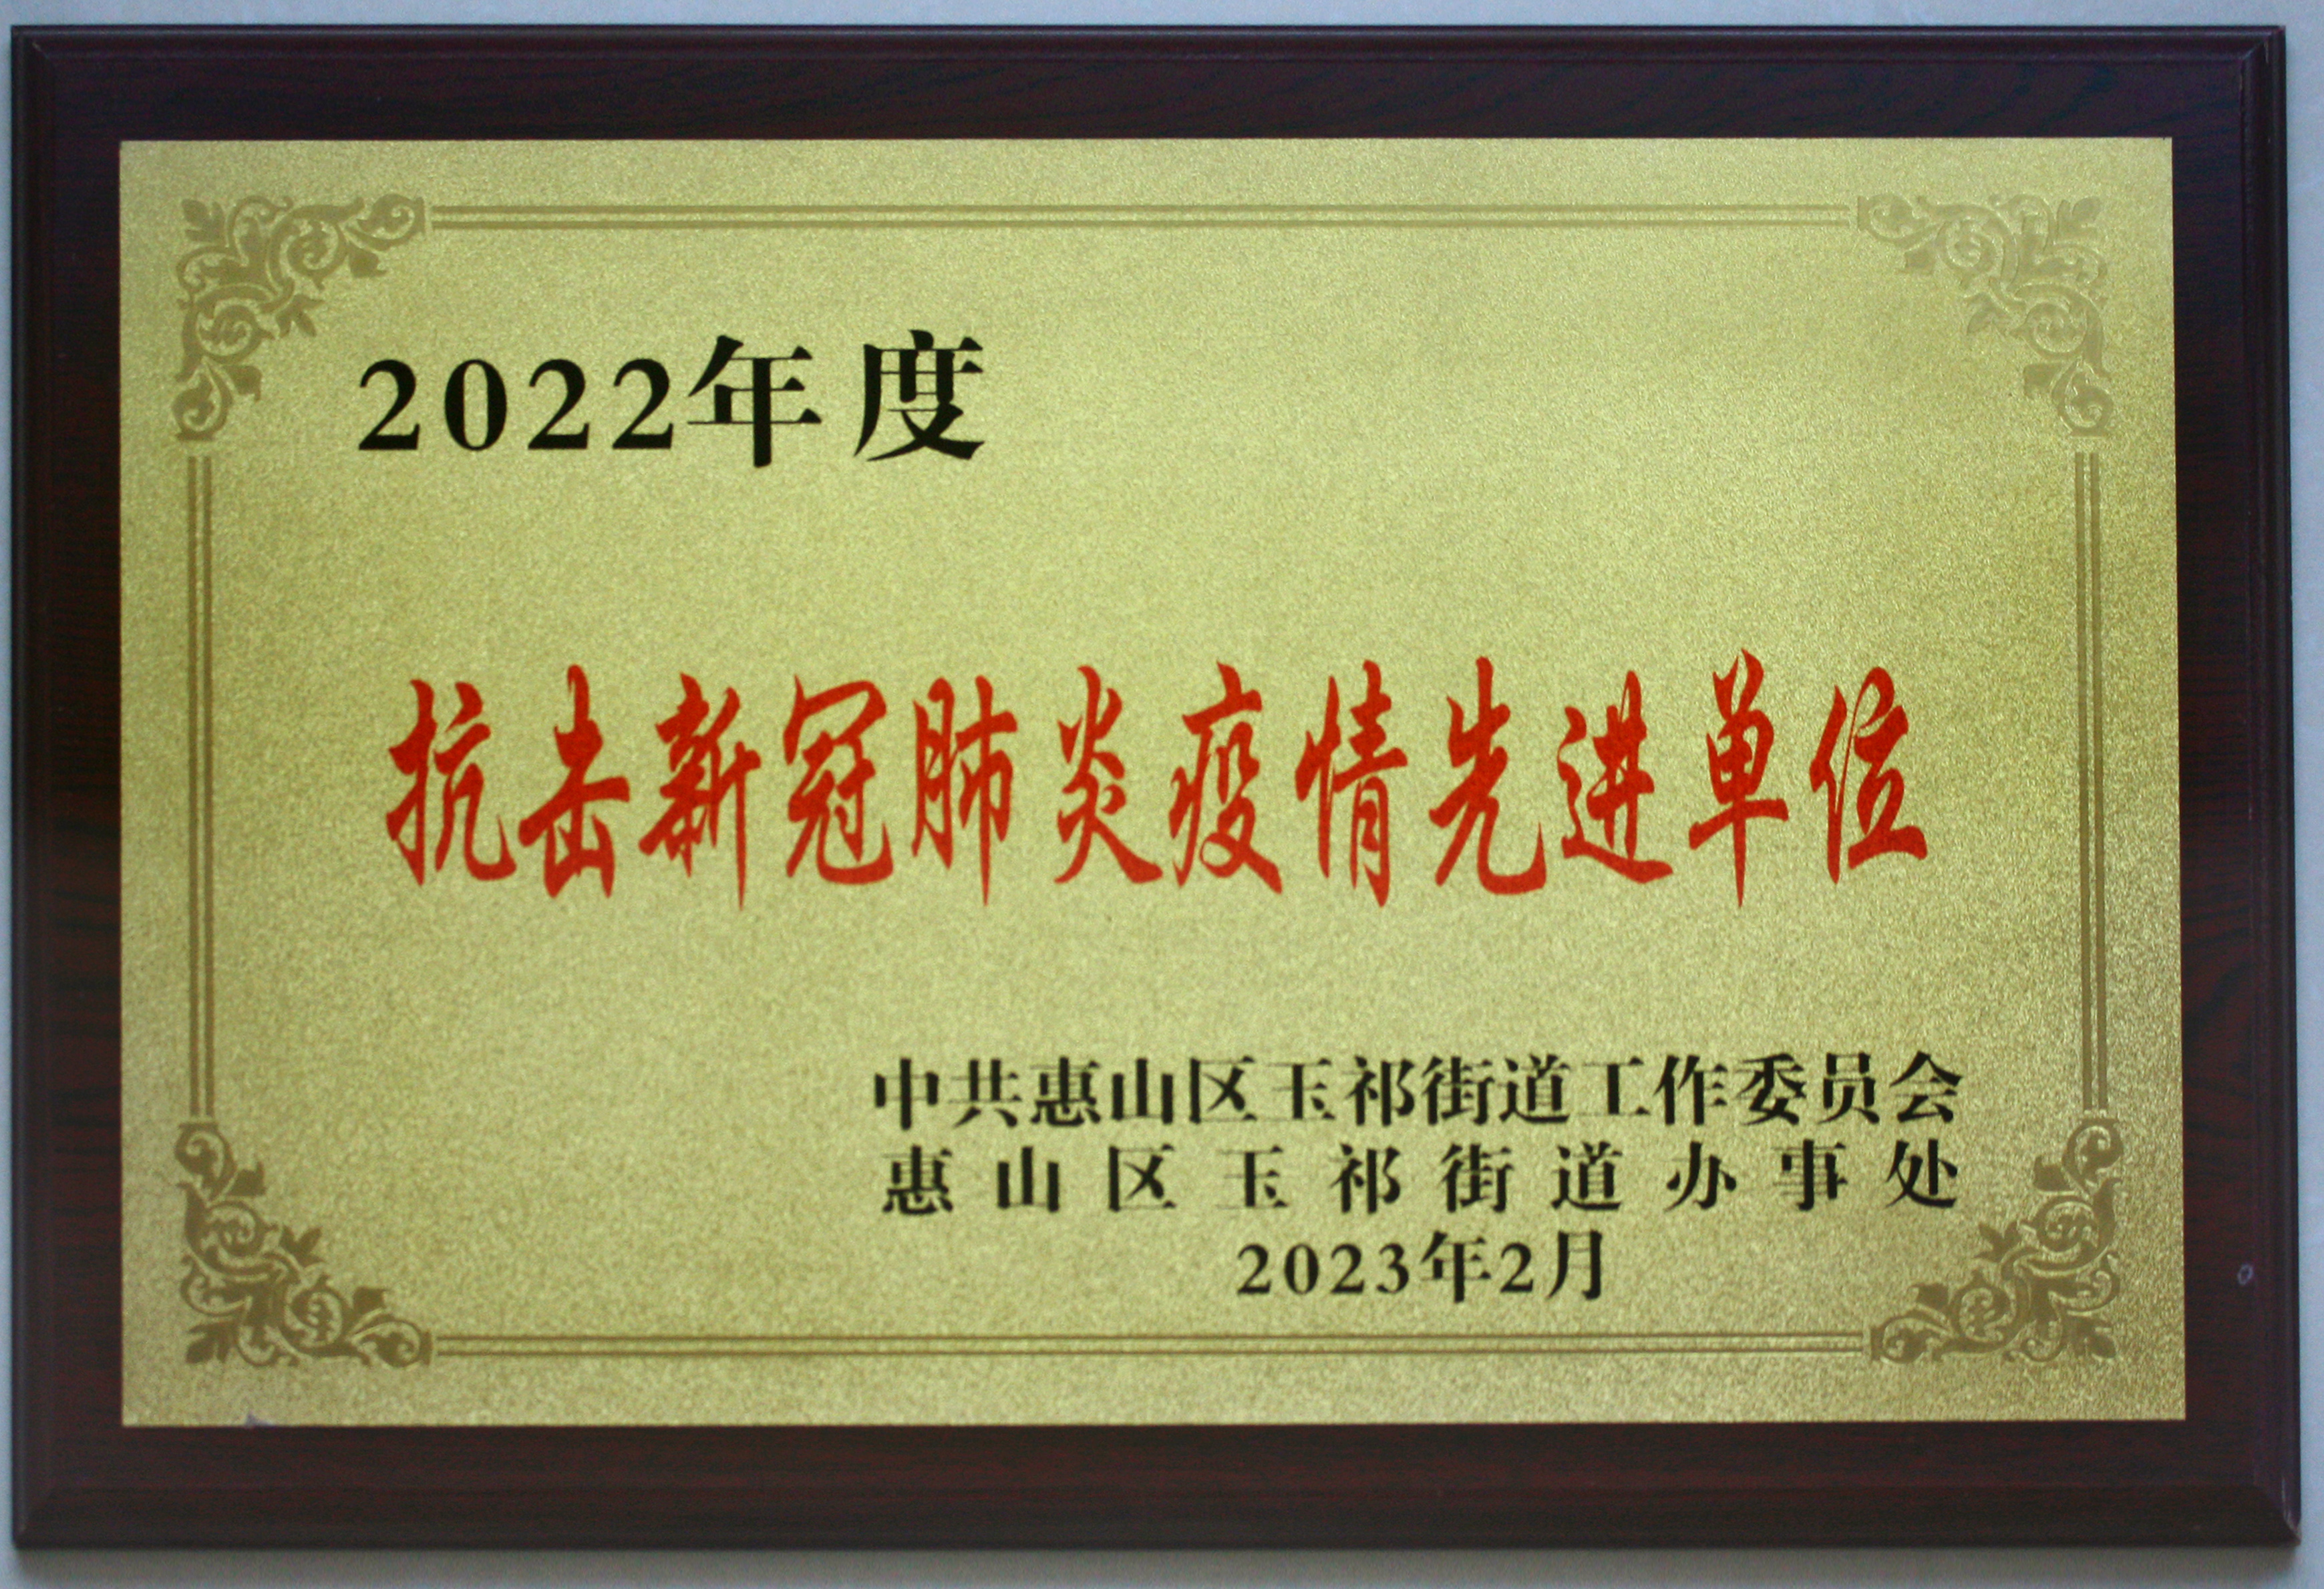 2022年度
抗击新冠肺炎疫情先进单位
中共惠山区玉祁街道工作委员会
惠山区玉祁街道办事处
2023年2月